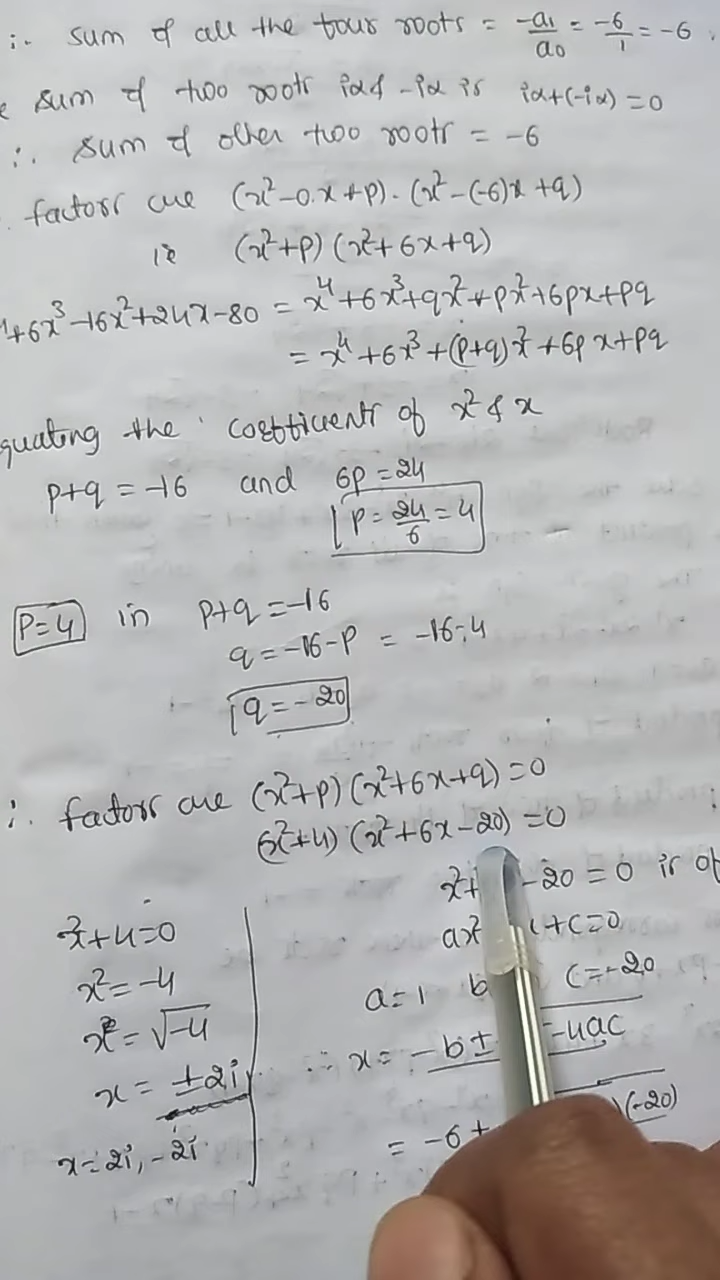 ∴ sum of all the four roots = -a₁/a₀ = -6/1 = -6.
sum of two roots iα & -iα is iα+(-iα) = 0
∴ sum of other two roots = -6
factors are (x²-0.x+p).(x²-(-6)x+q)
ie (x²+p)(x²+6x+q)
+6x³-16x²+24x-80 = x⁴+6x³+qx²+px²+6px+pq
= x⁴+6x³+(p+q)x²+6px+pq
quating the coefficients of x² & x
p+q = -16 and 6p = 24
p = 24/6 = 4
p=4 in p+q = -16
q = -16-p = -16-4
q = -20
∴ factors are (x²+p)(x²+6x+q) = 0
(x²+4)(x²+6x-20) = 0
x²+ -20 = 0 is of
x²+4=0
ax² +c=0
x² = -4
a=1 b c=-20
x = √-4
∴ x = -b± -4ac
x = ±2i
= -6± )(-20)
x = 2i, -2i